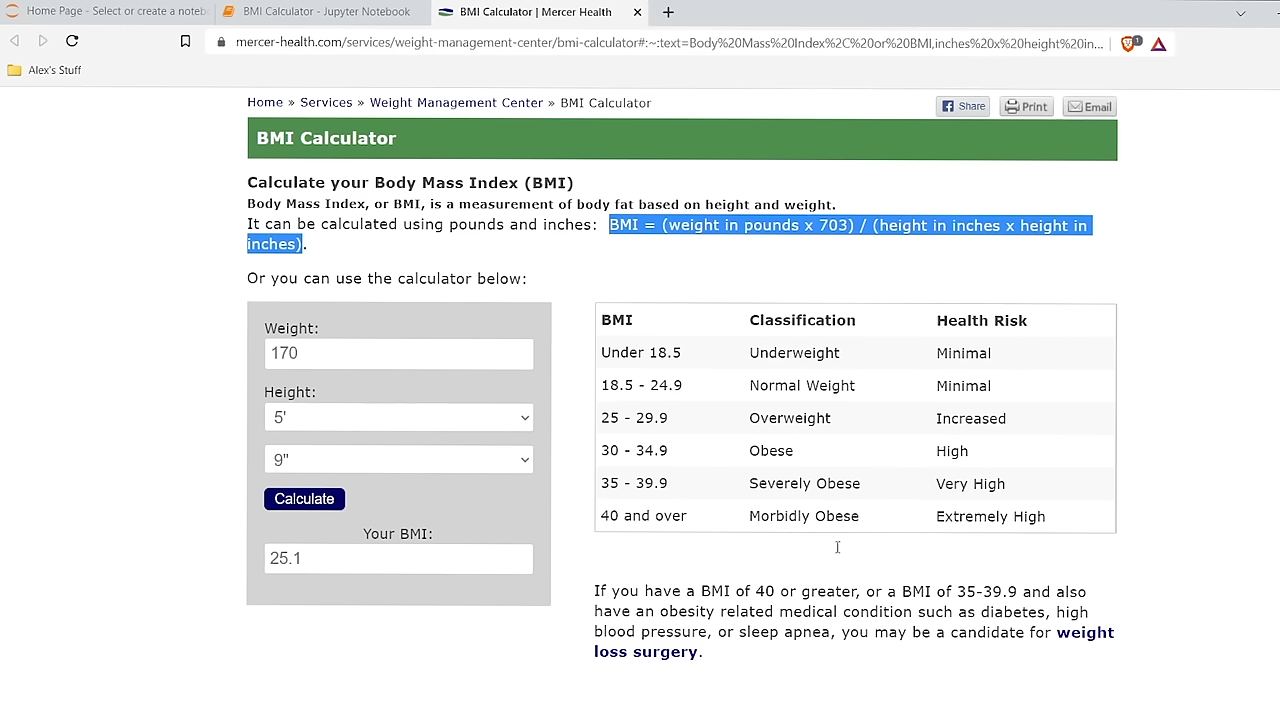 Home Page - Select or create a noteb
BMI Calculator - Jupyter Notebook
BMI Calculator | Mercer Health
mercer-health.com/services/weight-management-center/bmi-calculator#:~:text=Body%20Mass%20Index%2C%20or%20BMI,inches%20x%20height%20in...
1
Alex's Stuff
Home » Services » Weight Management Center » BMI Calculator
Share
Print
Email
BMI Calculator
Calculate your Body Mass Index (BMI)
Body Mass Index, or BMI, is a measurement of body fat based on height and weight.
It can be calculated using pounds and inches: BMI = (weight in pounds x 703) / (height in inches x height in
inches).
Or you can use the calculator below:
Weight:
170
Height:
5'
9"
Calculate
Your BMI:
25.1
BMI Classification Health Risk
Under 18.5 Underweight Minimal
18.5 - 24.9 Normal Weight Minimal
25 - 29.9 Overweight Increased
30 - 34.9 Obese High
35 - 39.9 Severely Obese Very High
40 and over Morbidly Obese Extremely High
If you have a BMI of 40 or greater, or a BMI of 35-39.9 and also
have an obesity related medical condition such as diabetes, high
blood pressure, or sleep apnea, you may be a candidate for weight
loss surgery.